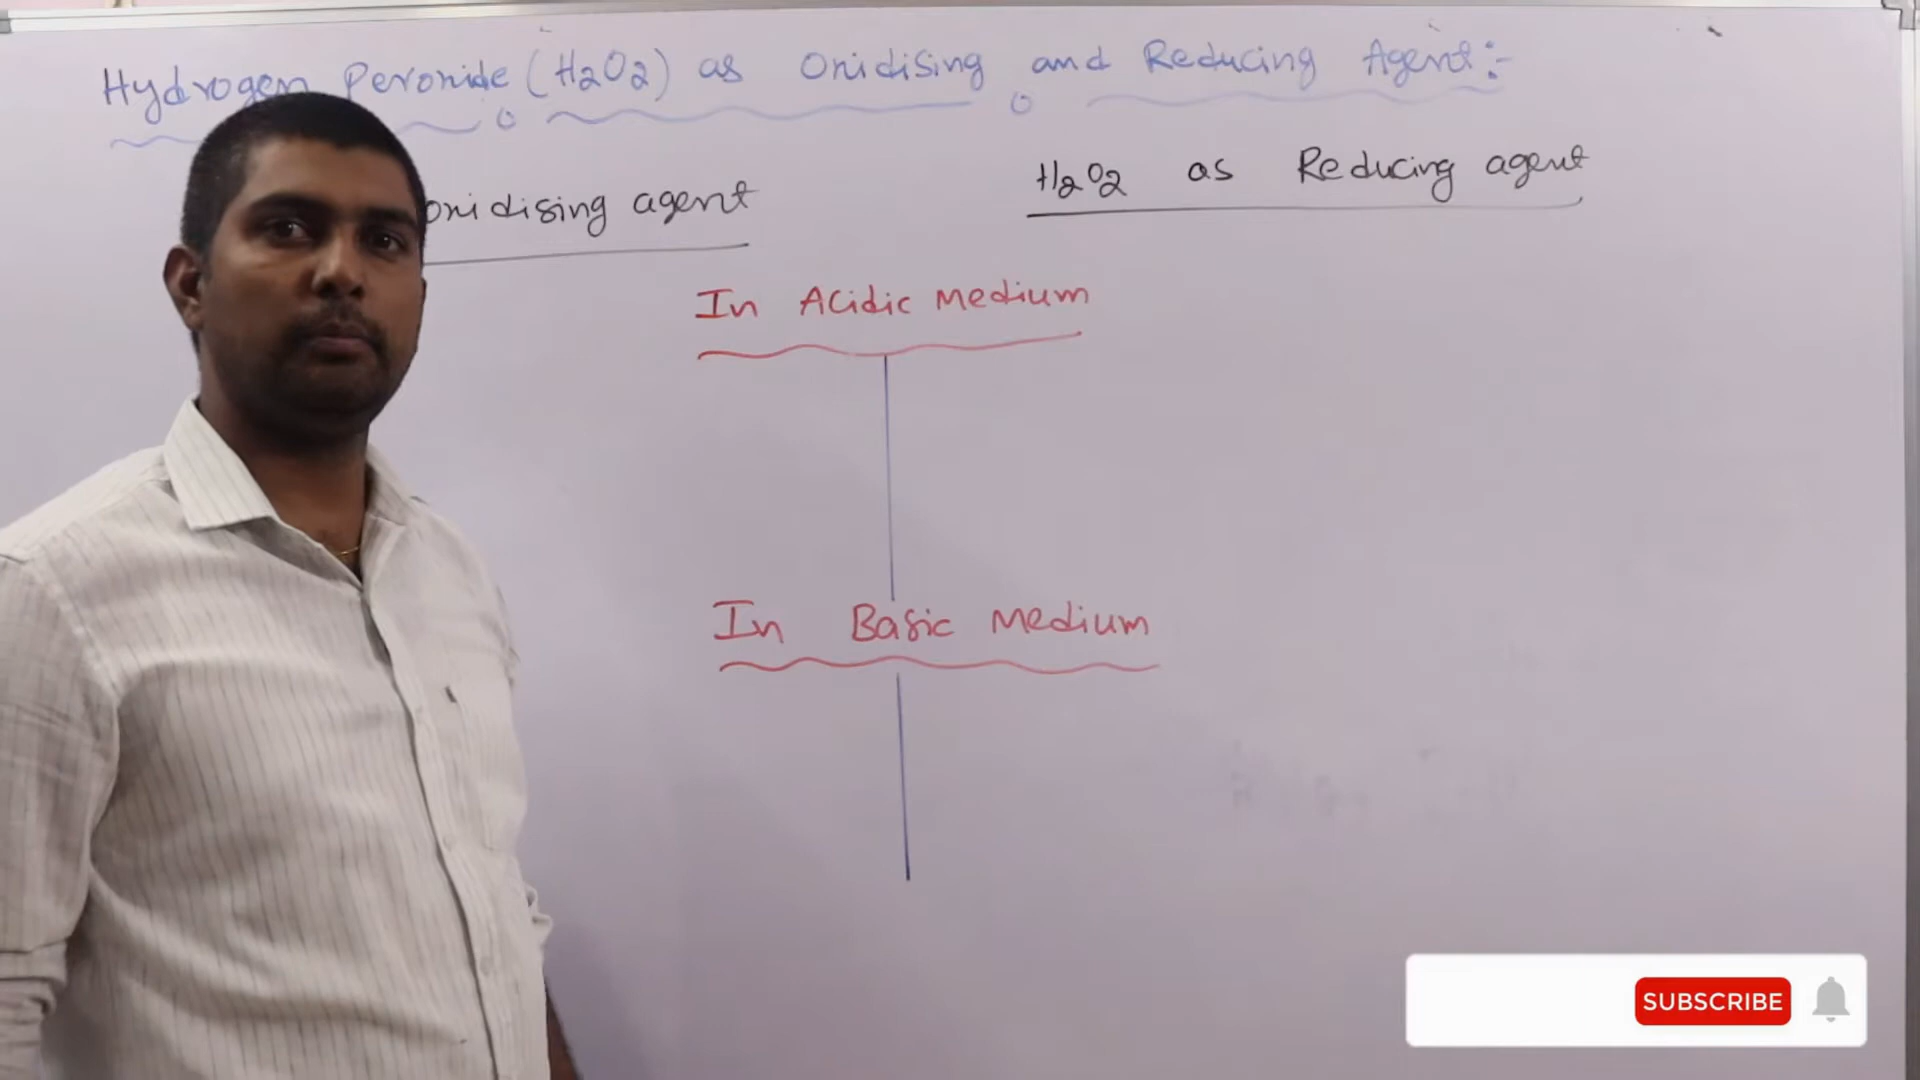 Hydrogen Peroxide (H2O2) as Oxidising and Reducing Agent:-
oxidising agent
H2O2 as Reducing agent
In Acidic Medium
In Basic Medium
SUBSCRIBE